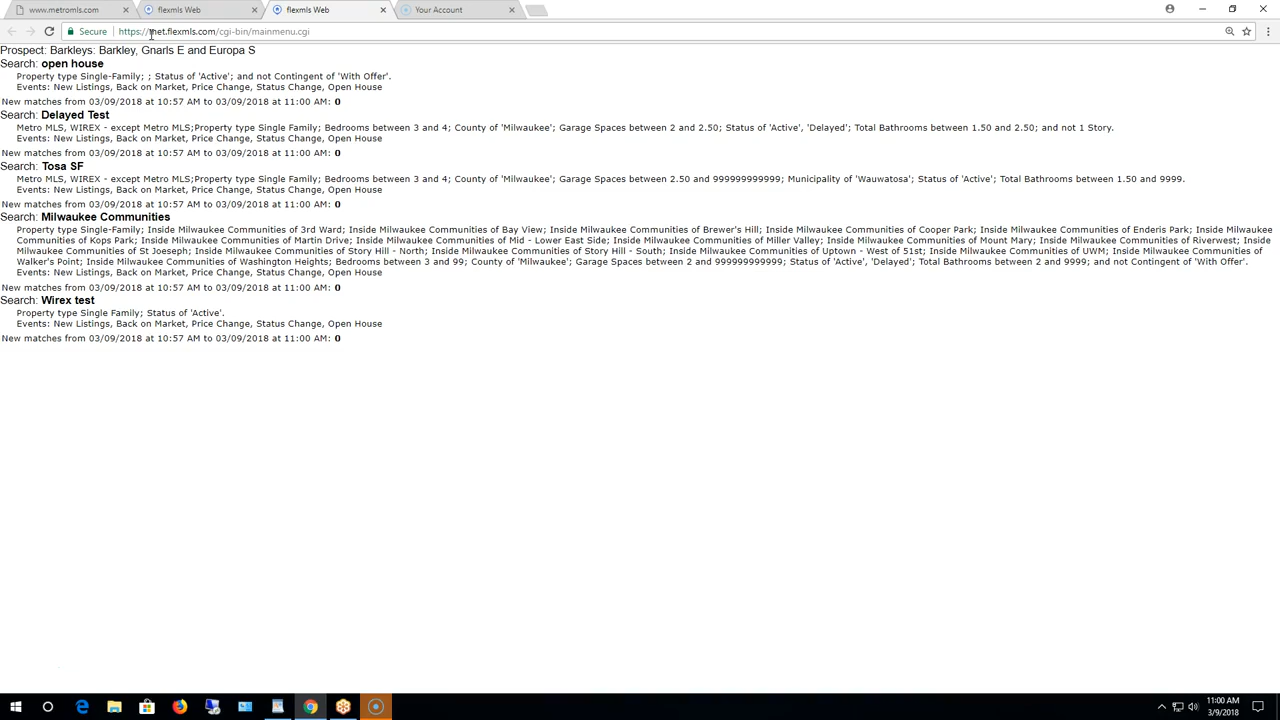 www.metromls.com
flexmls Web
flexmls Web
Your Account
Secure
https://met.flexmls.com/cgi-bin/mainmenu.cgi
Prospect: Barkleys: Barkley, Gnarls E and Europa S
Search: open house
Property type Single-Family; ; Status of 'Active'; and not Contingent of 'With Offer'.
Events: New Listings, Back on Market, Price Change, Status Change, Open House
New matches from 03/09/2018 at 10:57 AM to 03/09/2018 at 11:00 AM: 0
Search: Delayed Test
Metro MLS, WIREX - except Metro MLS;Property type Single Family; Bedrooms between 3 and 4; County of 'Milwaukee'; Garage Spaces between 2 and 2.50; Status of 'Active', 'Delayed'; Total Bathrooms between 1.50 and 2.50; and not 1 Story.
Events: New Listings, Back on Market, Price Change, Status Change, Open House
New matches from 03/09/2018 at 10:57 AM to 03/09/2018 at 11:00 AM: 0
Search: Tosa SF
Metro MLS, WIREX - except Metro MLS;Property type Single Family; Bedrooms between 3 and 4; County of 'Milwaukee'; Garage Spaces between 2.50 and 999999999999; Municipality of 'Wauwatosa'; Status of 'Active'; Total Bathrooms between 1.50 and 9999.
Events: New Listings, Back on Market, Price Change, Status Change, Open House
New matches from 03/09/2018 at 10:57 AM to 03/09/2018 at 11:00 AM: 0
Search: Milwaukee Communities
Property type Single-Family; Inside Milwaukee Communities of 3rd Ward; Inside Milwaukee Communities of Bay View; Inside Milwaukee Communities of Brewer's Hill; Inside Milwaukee Communities of Cooper Park; Inside Milwaukee Communities of Enderis Park; Inside Milwaukee
Communities of Kops Park; Inside Milwaukee Communities of Martin Drive; Inside Milwaukee Communities of Mid - Lower East Side; Inside Milwaukee Communities of Miller Valley; Inside Milwaukee Communities of Mount Mary; Inside Milwaukee Communities of Riverwest; Inside
Milwaukee Communities of St Joeseph; Inside Milwaukee Communities of Story Hill - North; Inside Milwaukee Communities of Story Hill - South; Inside Milwaukee Communities of Uptown - West of 51st; Inside Milwaukee Communities of UWM; Inside Milwaukee Communities of
Walker's Point; Inside Milwaukee Communities of Washington Heights; Bedrooms between 3 and 99; County of 'Milwaukee'; Garage Spaces between 2 and 999999999999; Status of 'Active', 'Delayed'; Total Bathrooms between 2 and 9999; and not Contingent of 'With Offer'.
Events: New Listings, Back on Market, Price Change, Status Change, Open House
New matches from 03/09/2018 at 10:57 AM to 03/09/2018 at 11:00 AM: 0
Search: Wirex test
Property type Single Family; Status of 'Active'.
Events: New Listings, Back on Market, Price Change, Status Change, Open House
New matches from 03/09/2018 at 10:57 AM to 03/09/2018 at 11:00 AM: 0
11:00 AM
3/9/2018